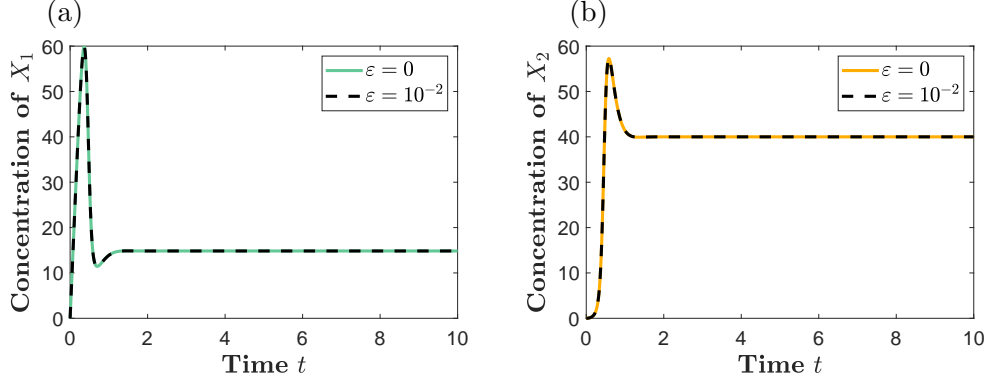 (a)
Concentration of X₁
60
50
40
30
20
10
0
0 2 4 6 8 10
Time t
ε = 0
ε = 10⁻²
(b)
Concentration of X₂
60
50
40
30
20
10
0
0 2 4 6 8 10
Time t
ε = 0
ε = 10⁻²